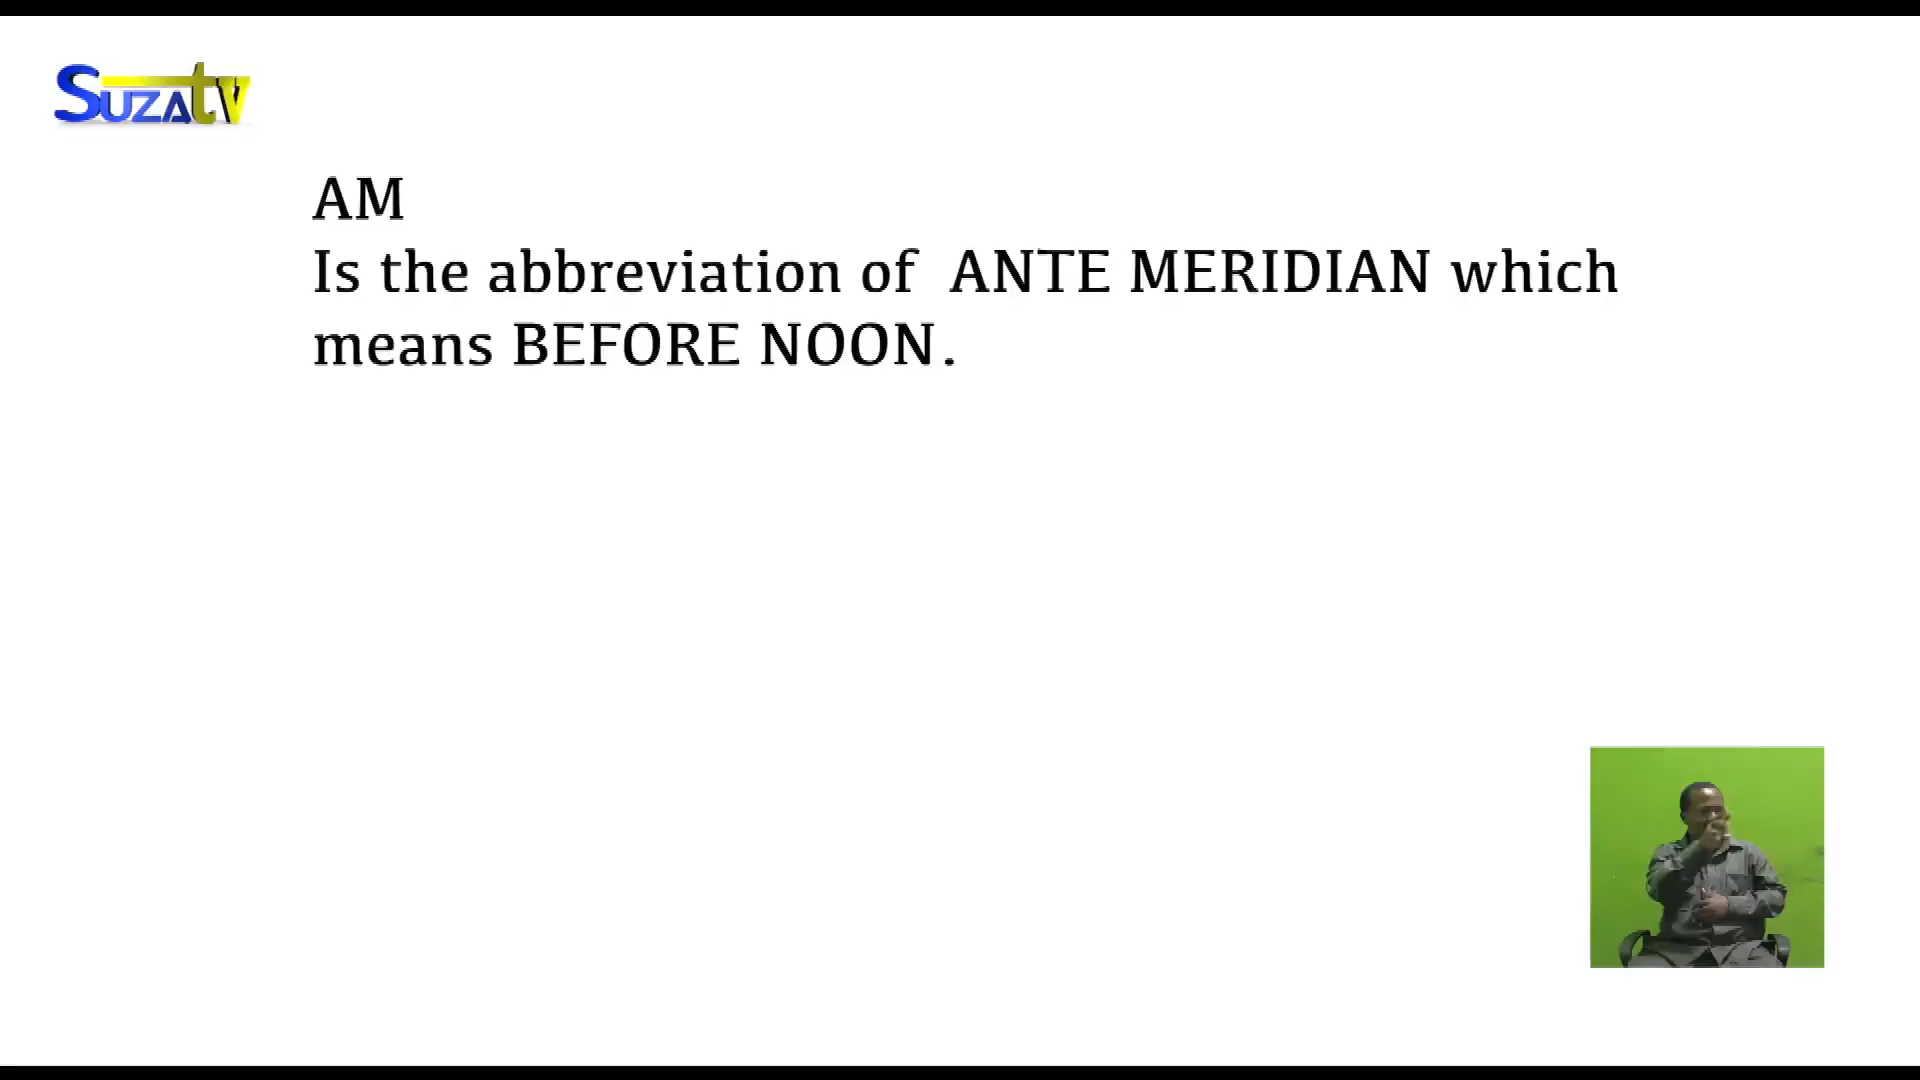 SUZAtv
AM
Is the abbreviation of ANTE MERIDIAN which
means BEFORE NOON.